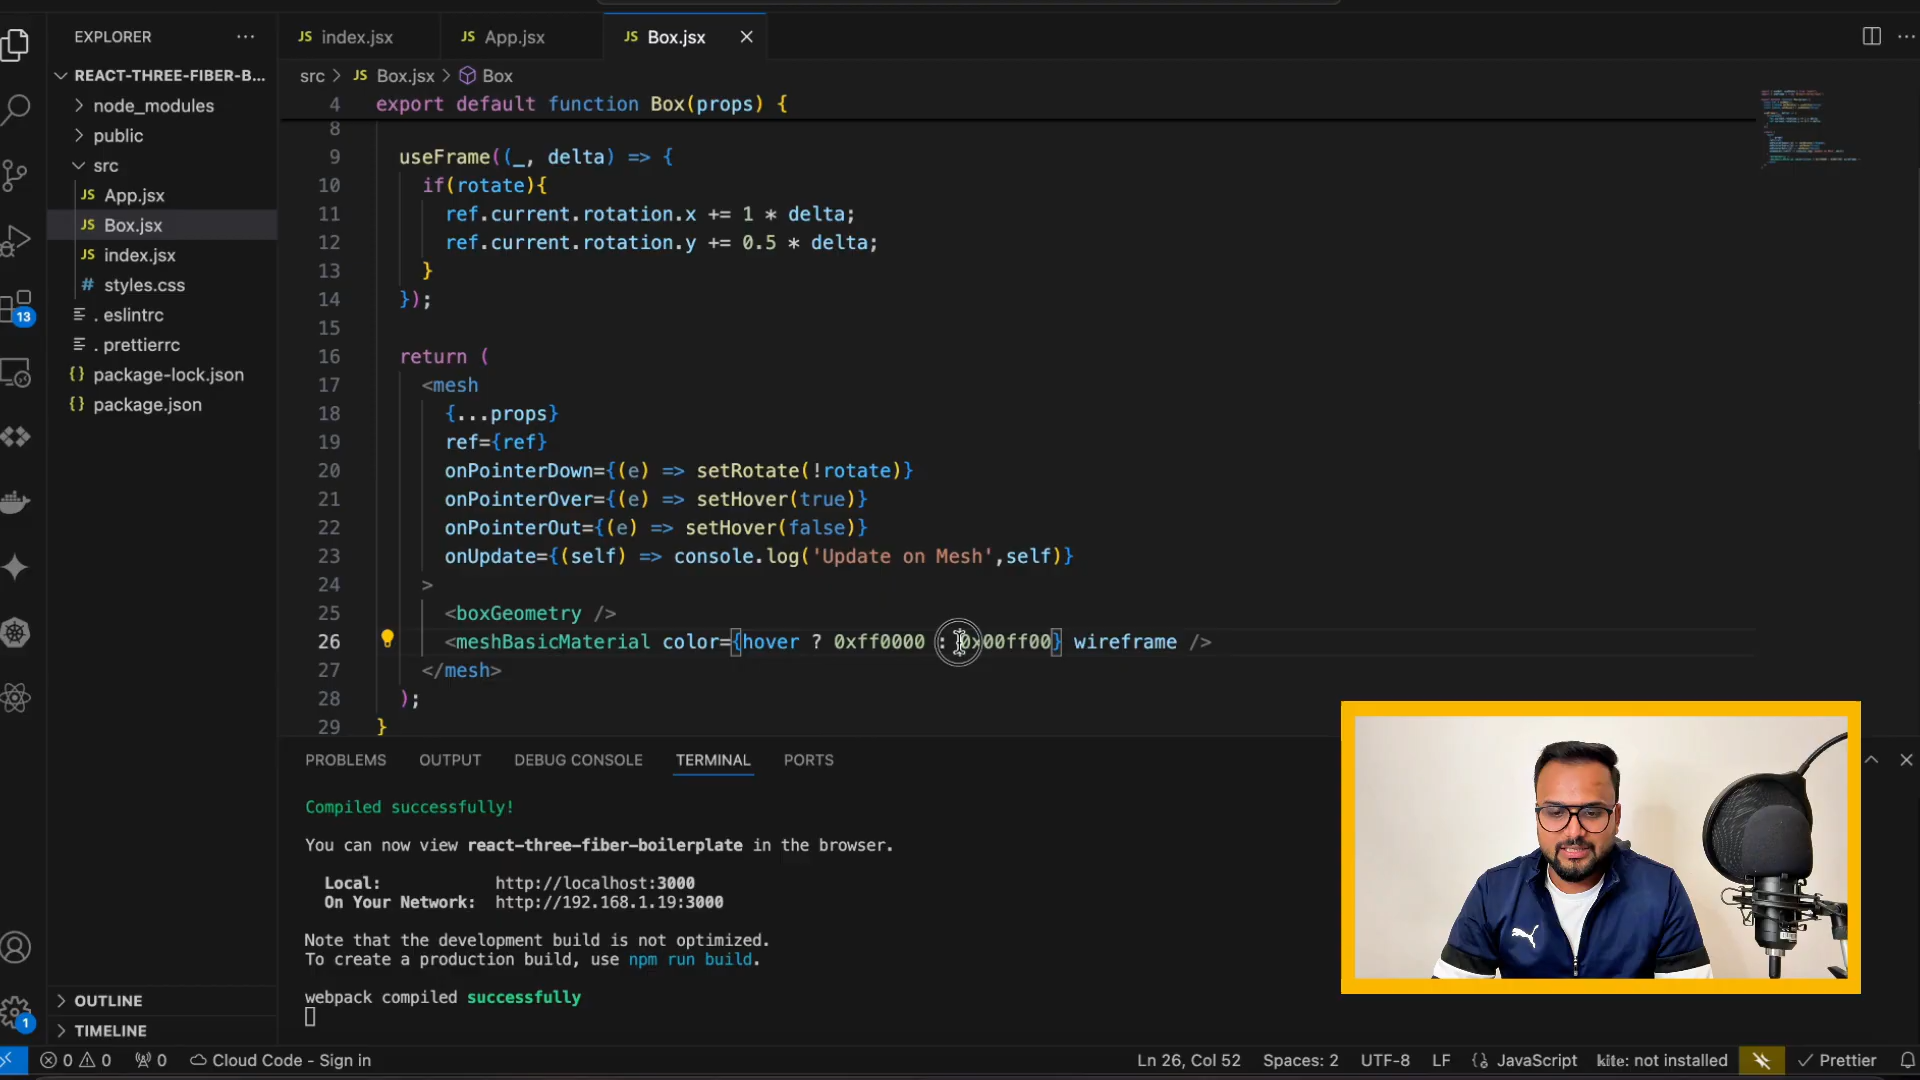 EXPLORER
JS index.jsx
JS App.jsx
JS Box.jsx
REACT-THREE-FIBER-B...
src > JS Box.jsx > Box
node_modules
public
src
JS App.jsx
JS Box.jsx
JS index.jsx
# styles.css
.eslintrc
.prettierrc
{} package-lock.json
{} package.json
4 export default function Box(props) {
8
9 useFrame((_, delta) => {
10 if(rotate){
11 ref.current.rotation.x += 1 * delta;
12 ref.current.rotation.y += 0.5 * delta;
13 }
14 });
15
16 return (
17 <mesh
18 {...props}
19 ref={ref}
20 onPointerDown={(e) => setRotate(!rotate)}
21 onPointerOver={(e) => setHover(true)}
22 onPointerOut={(e) => setHover(false)}
23 onUpdate={(self) => console.log('Update on Mesh',self)}
24 >
25 <boxGeometry />
26 <meshBasicMaterial color={hover ? 0xff0000 : 0x00ff00} wireframe />
27 </mesh>
28 );
29 }
PROBLEMS OUTPUT DEBUG CONSOLE TERMINAL PORTS
Compiled successfully!
You can now view react-three-fiber-boilerplate in the browser.
Local: http://localhost:3000
On Your Network: http://192.168.1.19:3000
Note that the development build is not optimized.
To create a production build, use npm run build.
webpack compiled successfully
OUTLINE
TIMELINE
13
1
0 0 0 Cloud Code - Sign in
Ln 26, Col 52 Spaces: 2 UTF-8 LF {} JavaScript kite: not installed Prettier